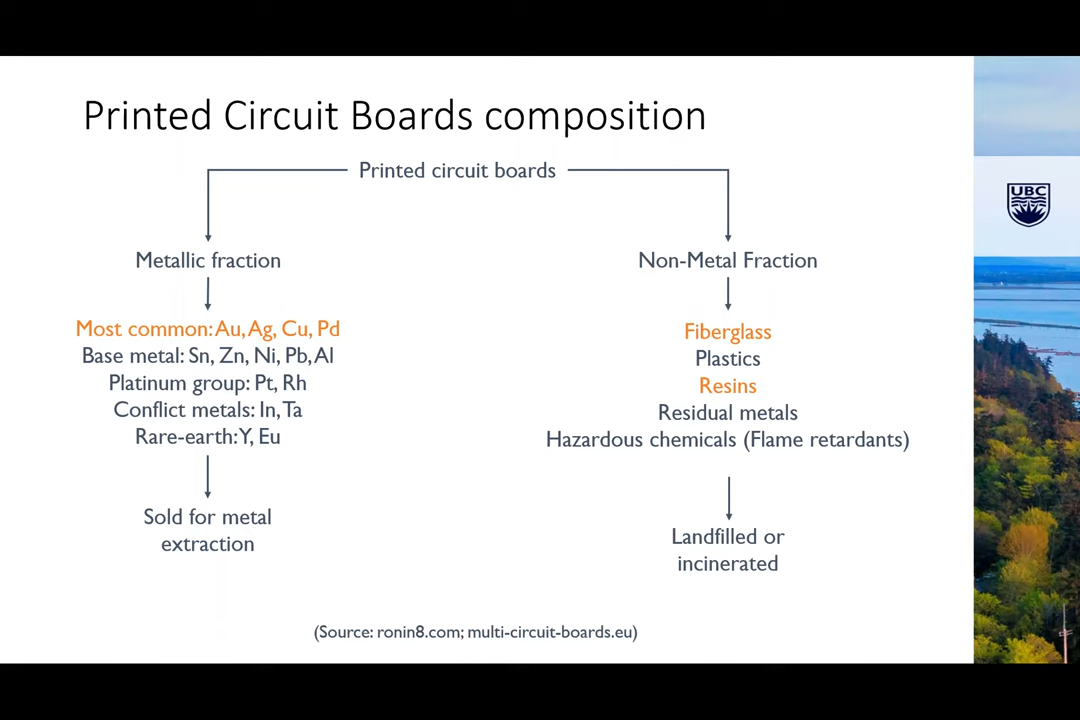 Printed Circuit Boards composition
Printed circuit boards
UBC
Metallic fraction
Most common: Au, Ag, Cu, Pd
Base metal: Sn, Zn, Ni, Pb, Al
Platinum group: Pt, Rh
Conflict metals: In, Ta
Rare-earth: Y, Eu
Sold for metal
extraction
Non-Metal Fraction
Fiberglass
Plastics
Resins
Residual metals
Hazardous chemicals (Flame retardants)
Landfilled or
incinerated
(Source: ronin8.com; multi-circuit-boards.eu)